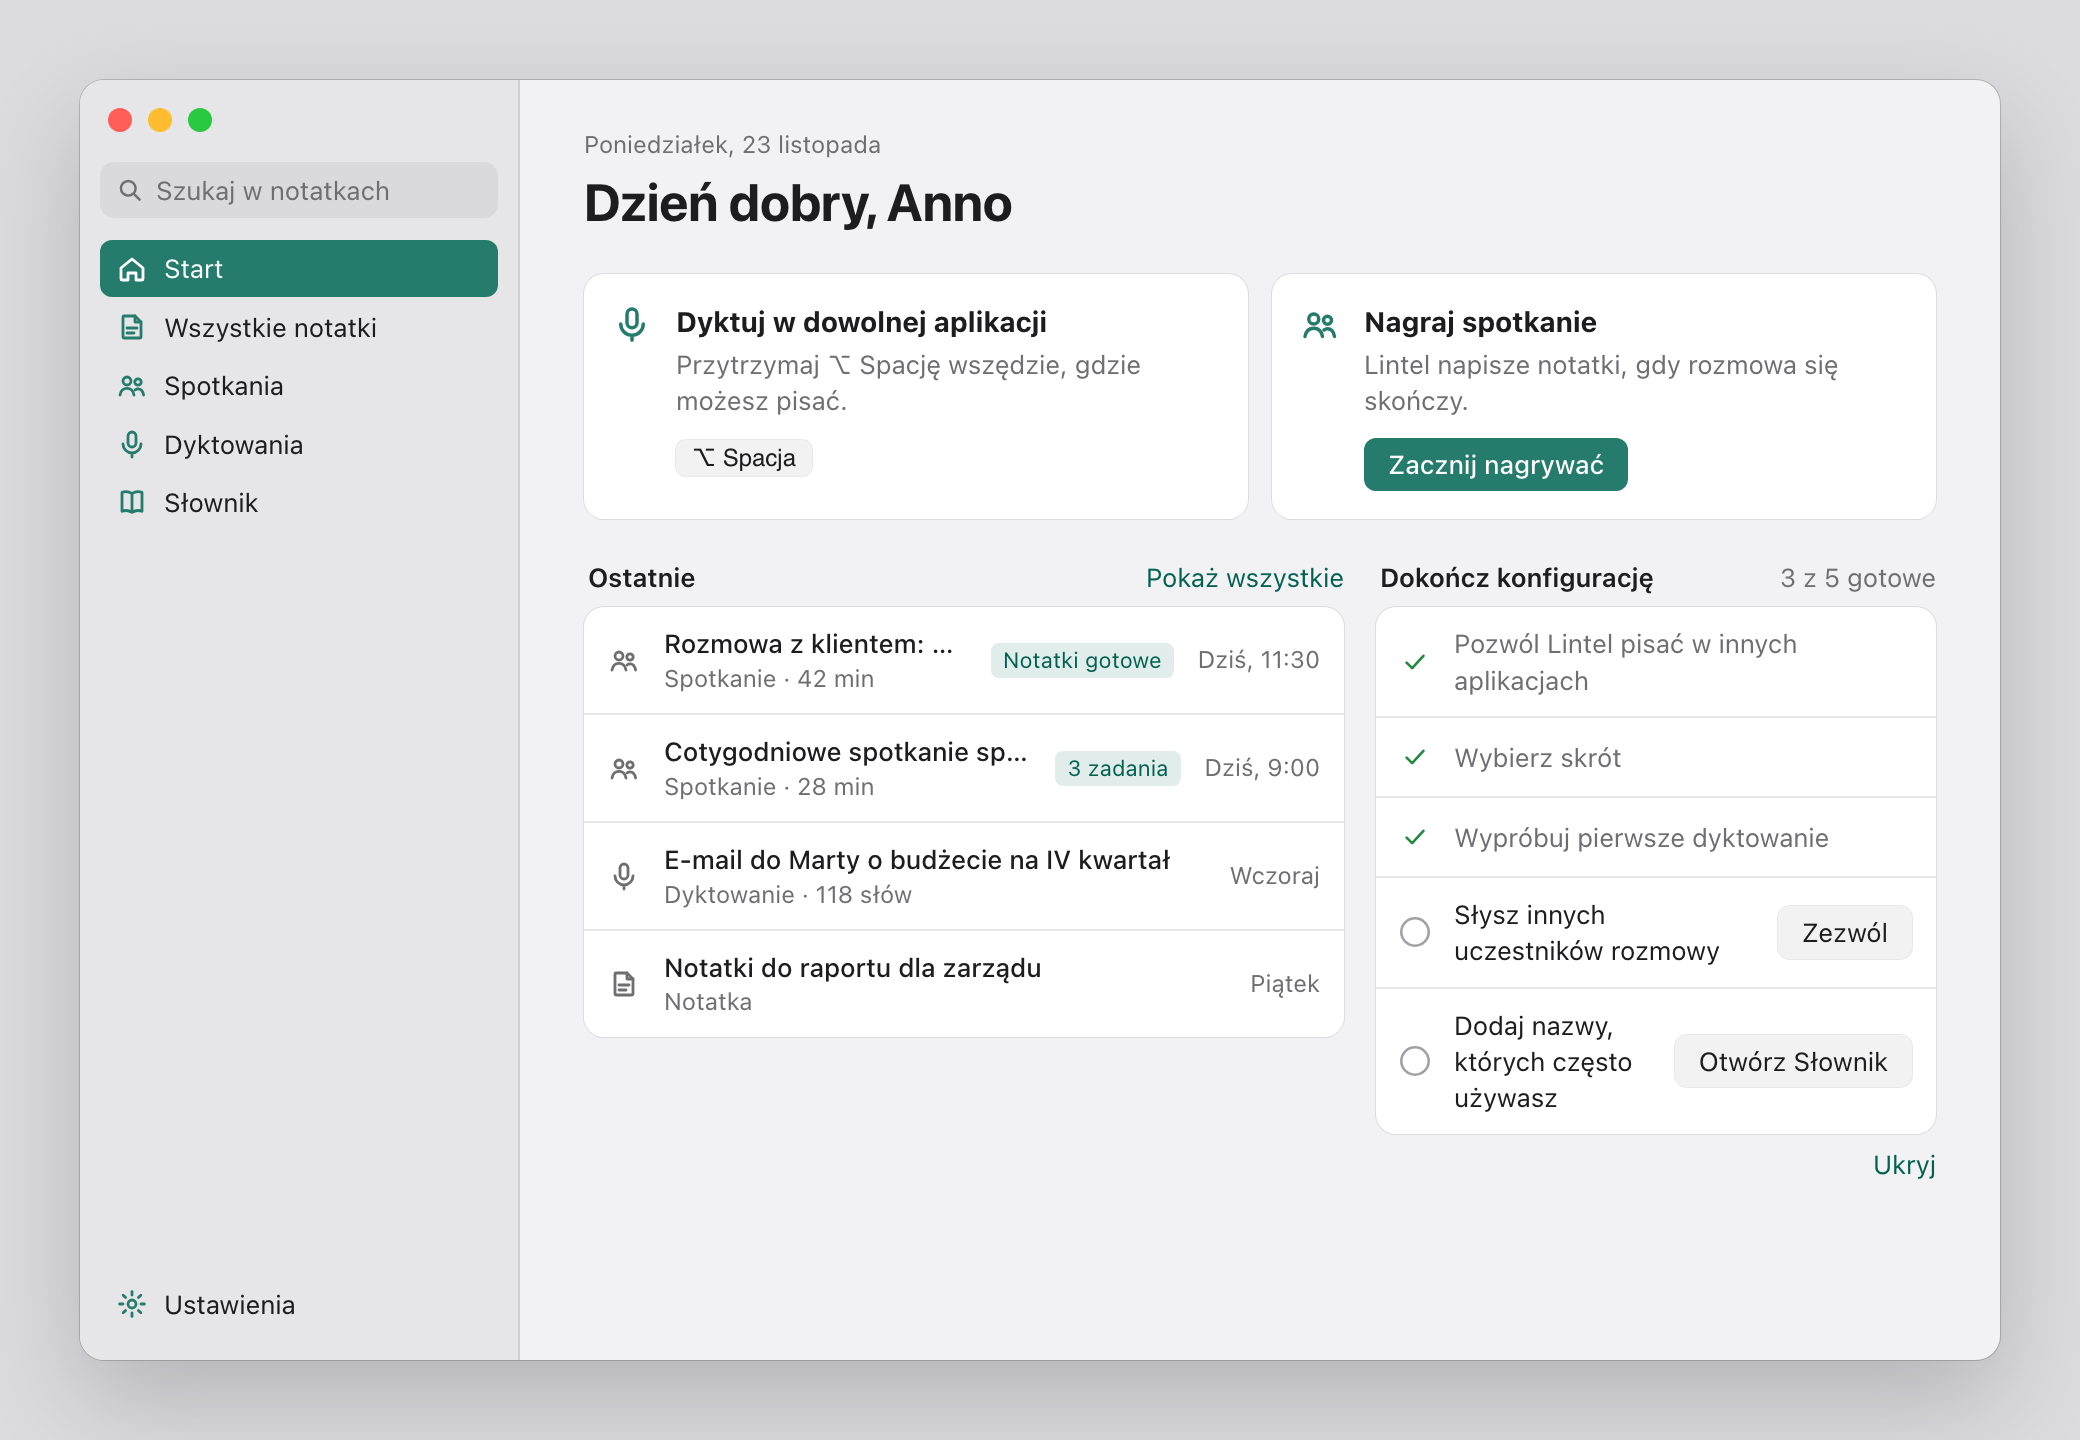 Szukaj w notatkach
Start
Wszystkie notatki
Spotkania
Dyktowania
Słownik
Ustawienia
Poniedziałek, 23 listopada
Dzień dobry, Anno
Dyktuj w dowolnej aplikacji
Przytrzymaj ⌥ Spację wszędzie, gdzie
możesz pisać.
⌥ Spacja
Nagraj spotkanie
Lintel napisze notatki, gdy rozmowa się
skończy.
Zacznij nagrywać
Ostatnie
Pokaż wszystkie
Rozmowa z klientem: ...
Notatki gotowe
Dziś, 11:30
Spotkanie · 42 min
Cotygodniowe spotkanie sp...
3 zadania
Dziś, 9:00
Spotkanie · 28 min
E-mail do Marty o budżecie na IV kwartał
Wczoraj
Dyktowanie · 118 słów
Notatki do raportu dla zarządu
Piątek
Notatka
Dokończ konfigurację
3 z 5 gotowe
Pozwól Lintel pisać w innych
aplikacjach
Wybierz skrót
Wypróbuj pierwsze dyktowanie
Słysz innych
uczestników rozmowy
Zezwól
Dodaj nazwy,
których często
używasz
Otwórz Słownik
Ukryj